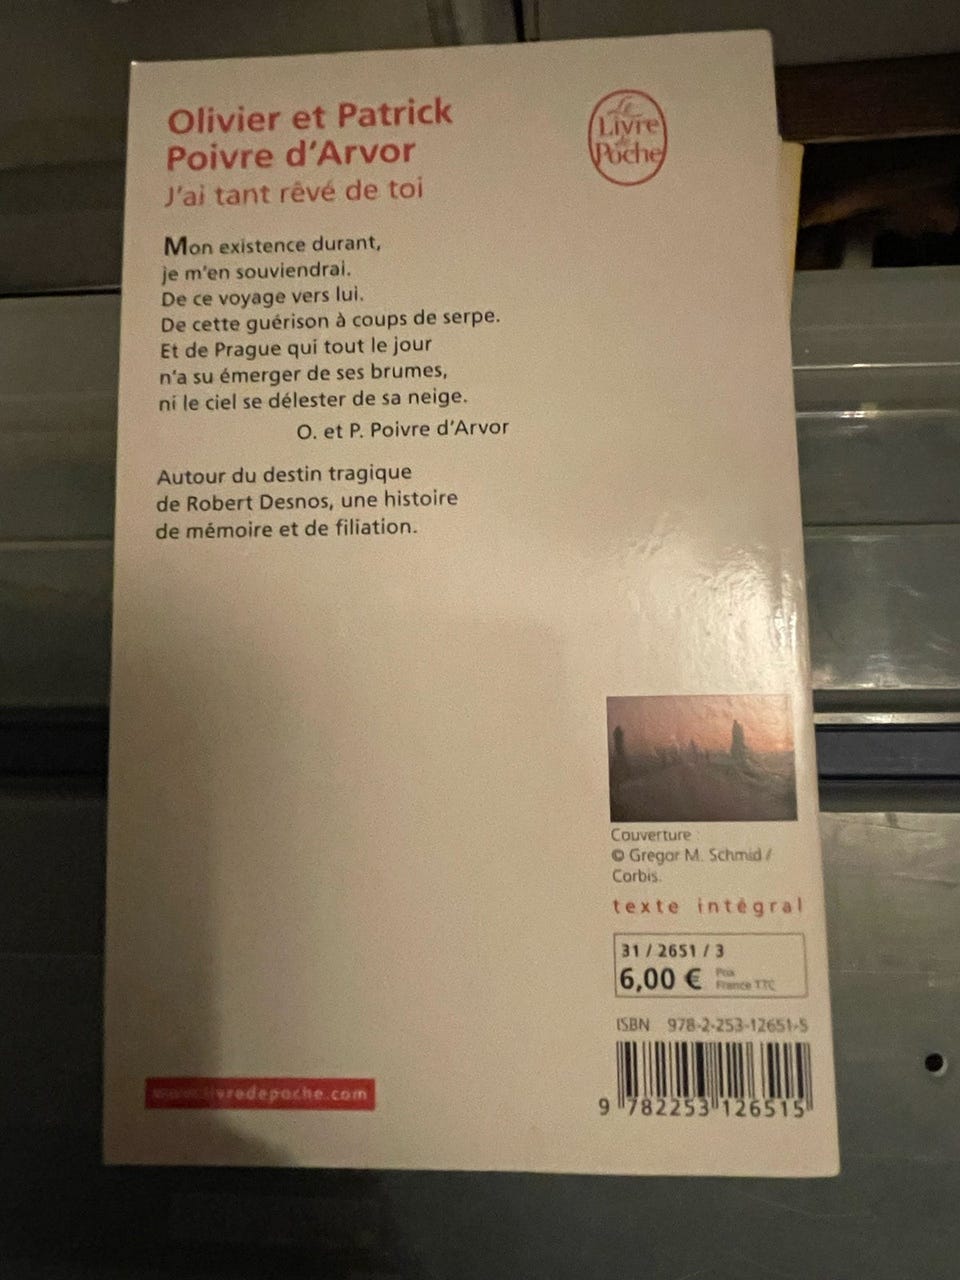 Olivier et Patrick
Poivre d'Arvor
J'ai tant rêvé de toi
Le
Livre
de
Poche
Mon existence durant,
je m'en souviendrai.
De ce voyage vers lui.
De cette guérison à coups de serpe.
Et de Prague qui tout le jour
n'a su émerger de ses brumes,
ni le ciel se délester de sa neige.
O. et P. Poivre d'Arvor
Autour du destin tragique
de Robert Desnos, une histoire
de mémoire et de filiation.
Couverture :
© Gregor M. Schmid /
Corbis.
texte intégral
31 / 2651 / 3
6,00 € Prix
France TTC
ISBN 978-2-253-12651-5
9 782253 126515
www.livredepoche.com